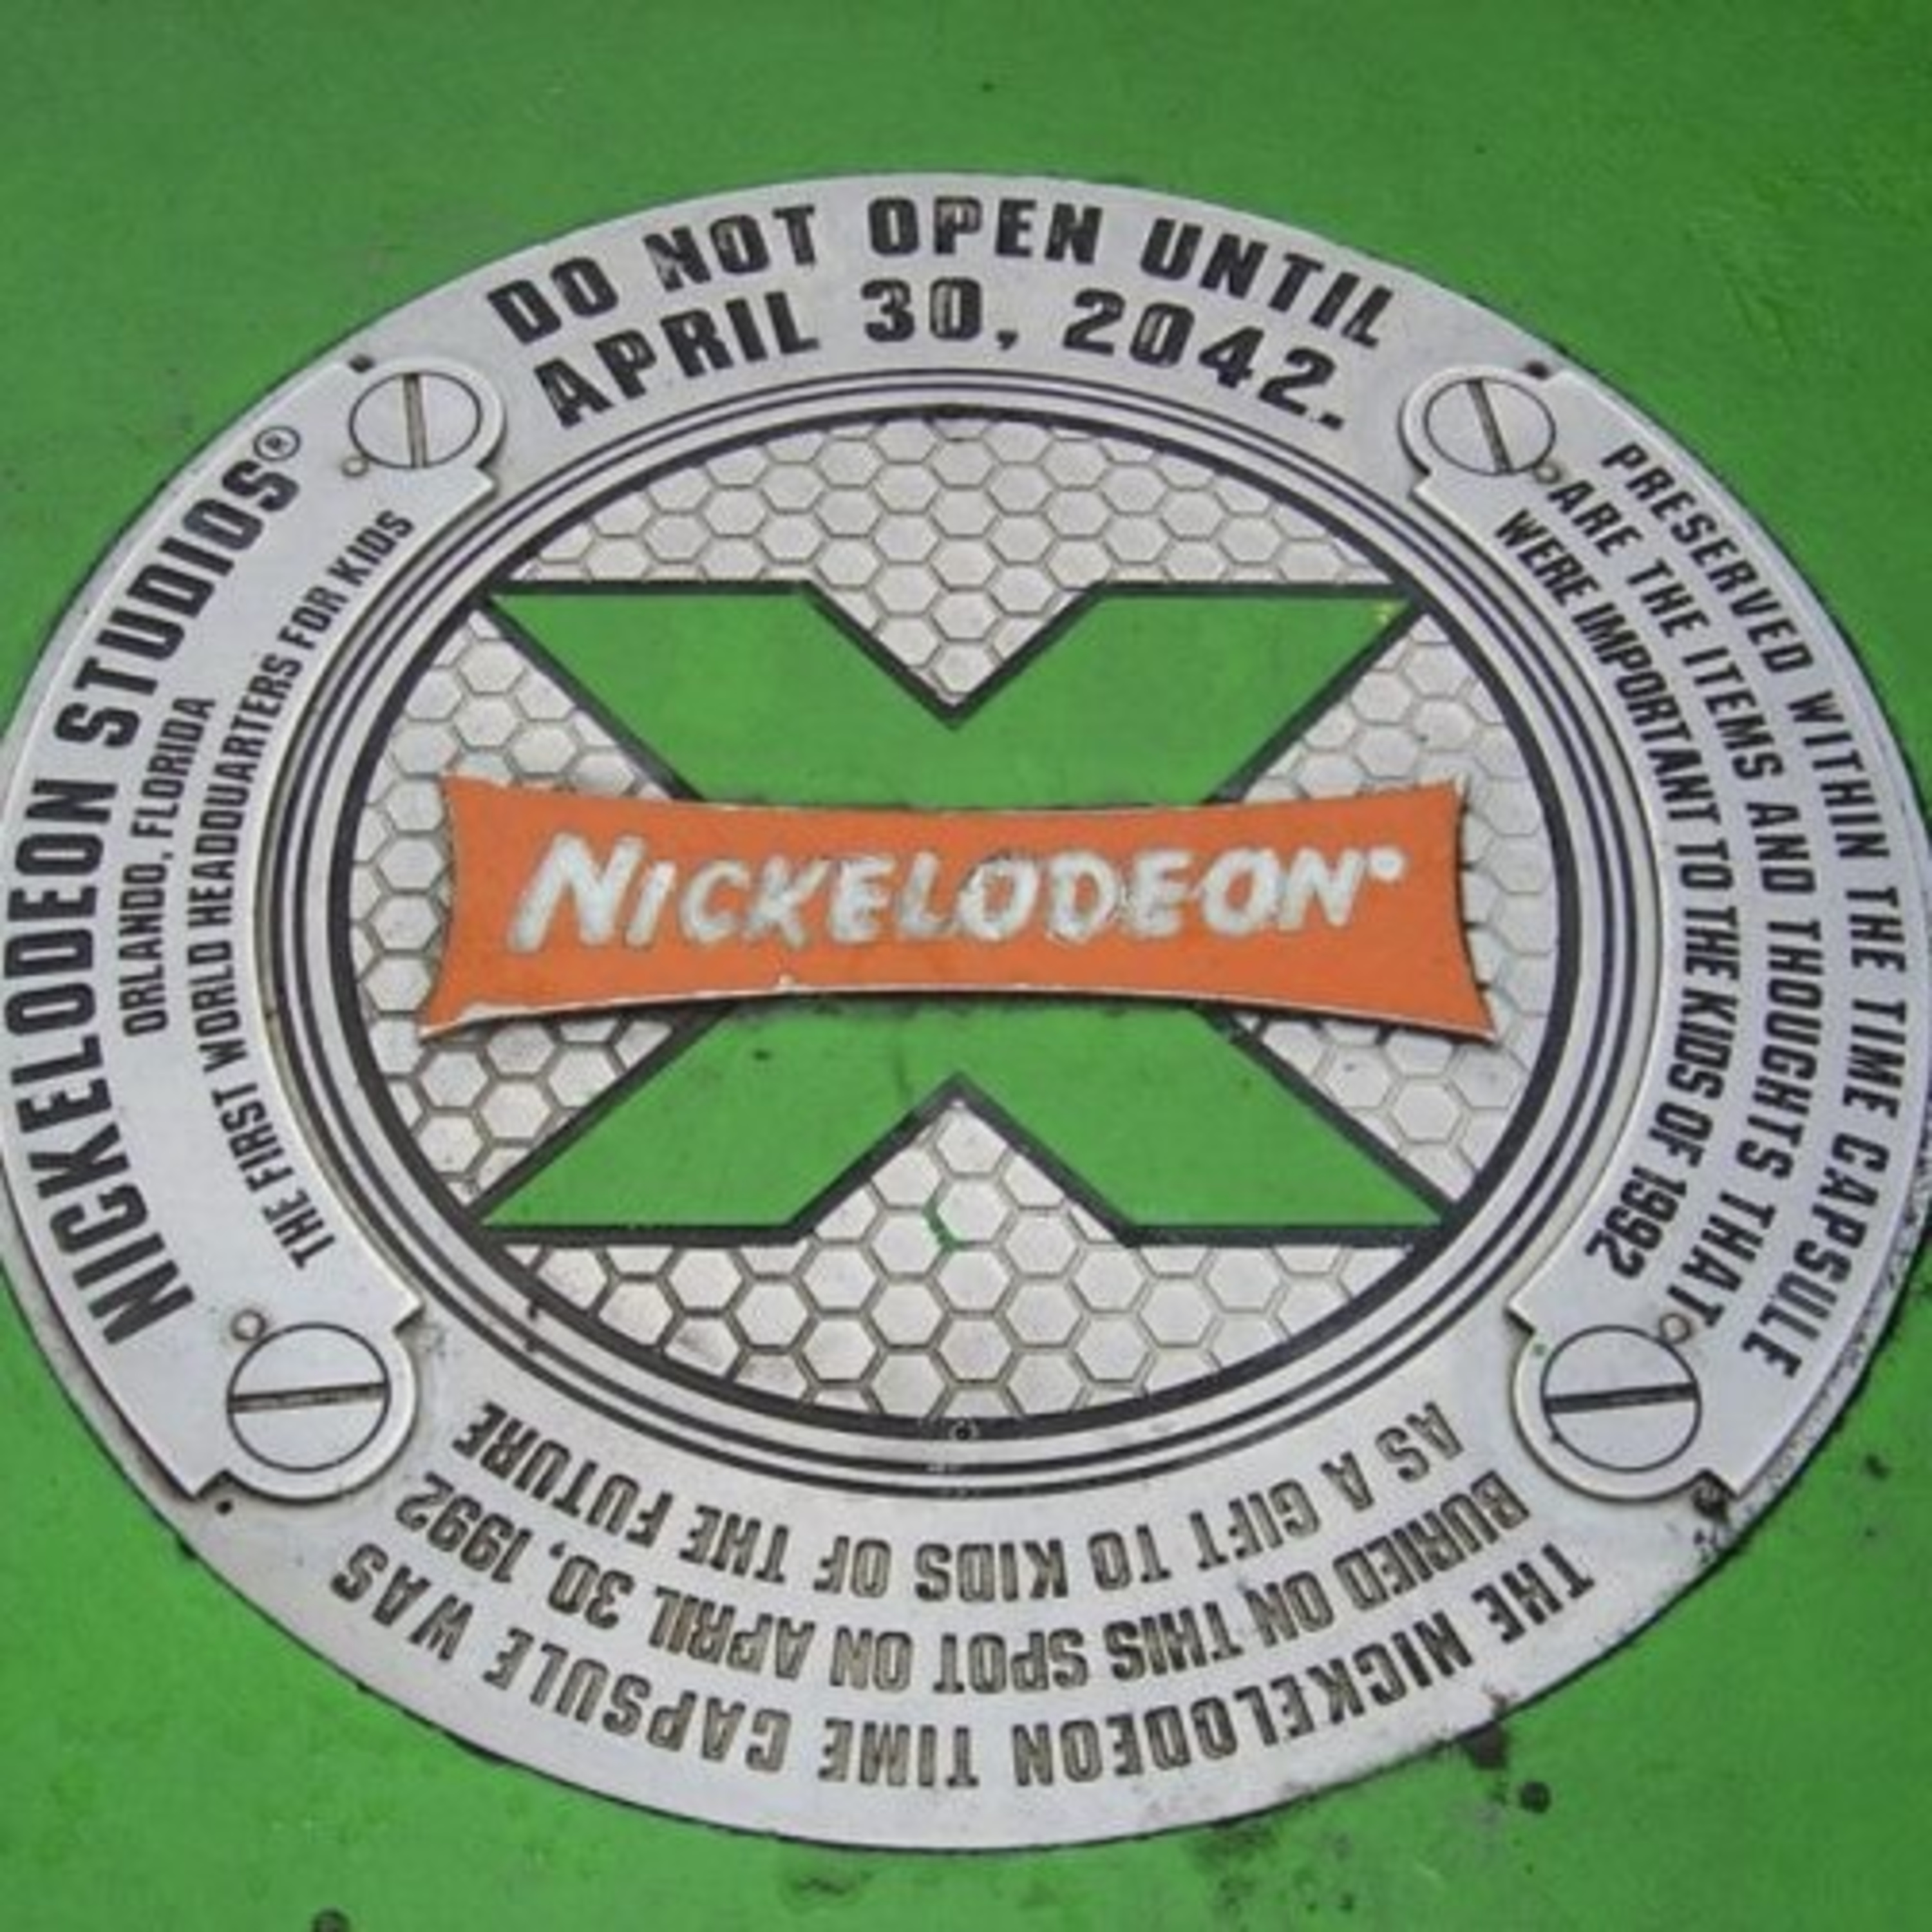 DO NOT OPEN UNTIL
APRIL 30, 2042.
PRESERVED WITHIN THE TIME CAPSULE
ARE THE ITEMS AND THOUGHTS THAT
WERE IMPORTANT TO THE KIDS OF 1992
THE NICKELODEON TIME CAPSULE WAS
BURIED ON THIS SPOT ON APRIL 30, 1992
AS A GIFT TO KIDS OF THE FUTURE
NICKELODEON STUDIOS®
ORLANDO, FLORIDA
THE FIRST WORLD HEADQUARTERS FOR KIDS
X
NICKELODEON